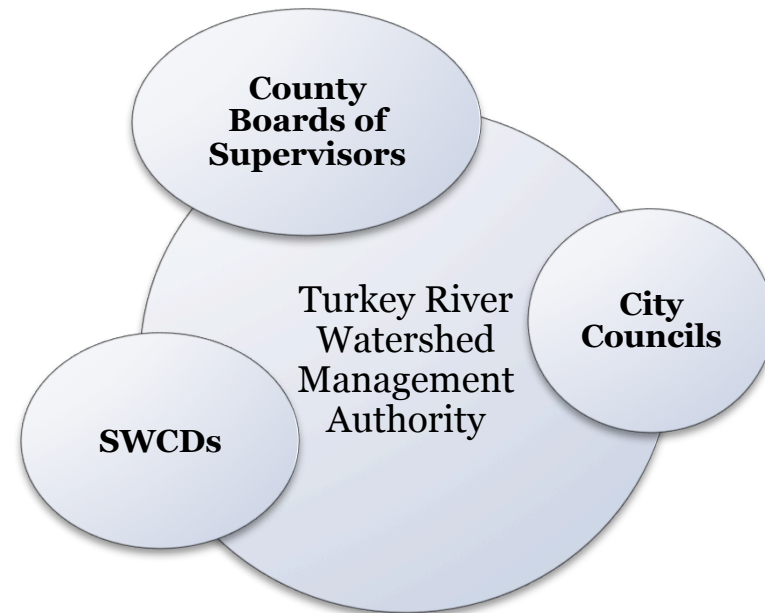 County
Boards of
Supervisors
Turkey River
Watershed
Management
Authority
City
Councils
SWCDs